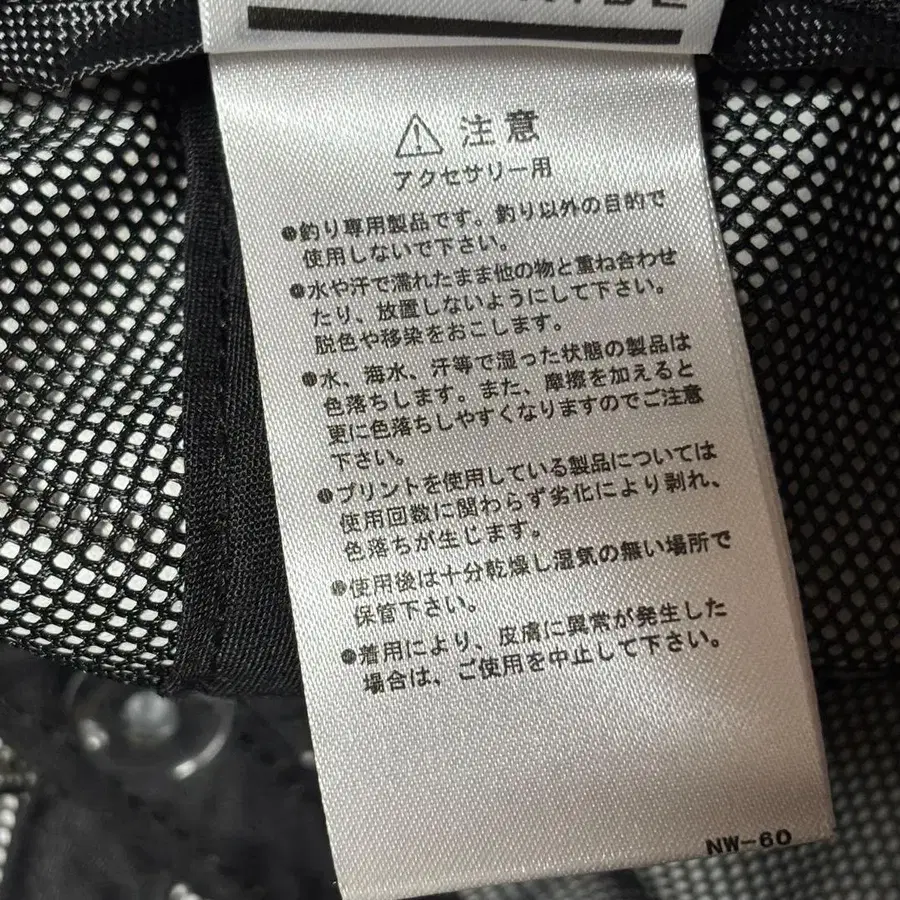 ⚠ 注意
アクセサリー用
●釣り専用製品です。釣り以外の目的で
使用しないで下さい。
●水や汗で濡れたまま他の物と重ね合わせ
たり、放置しないようにして下さい。
脱色や移染をおこします。
●水、海水、汗等で湿った状態の製品は
色落ちします。また、摩擦を加えると
更に色落ちしやすくなりますのでご注意
下さい。
●プリントを使用している製品については
使用回数に関わらず劣化により剥れ、
色落ちが生じます。
●使用後は十分乾燥し湿気の無い場所で
保管下さい。
●着用により、皮膚に異常が発生した
場合は、ご使用を中止して下さい。
NW-60